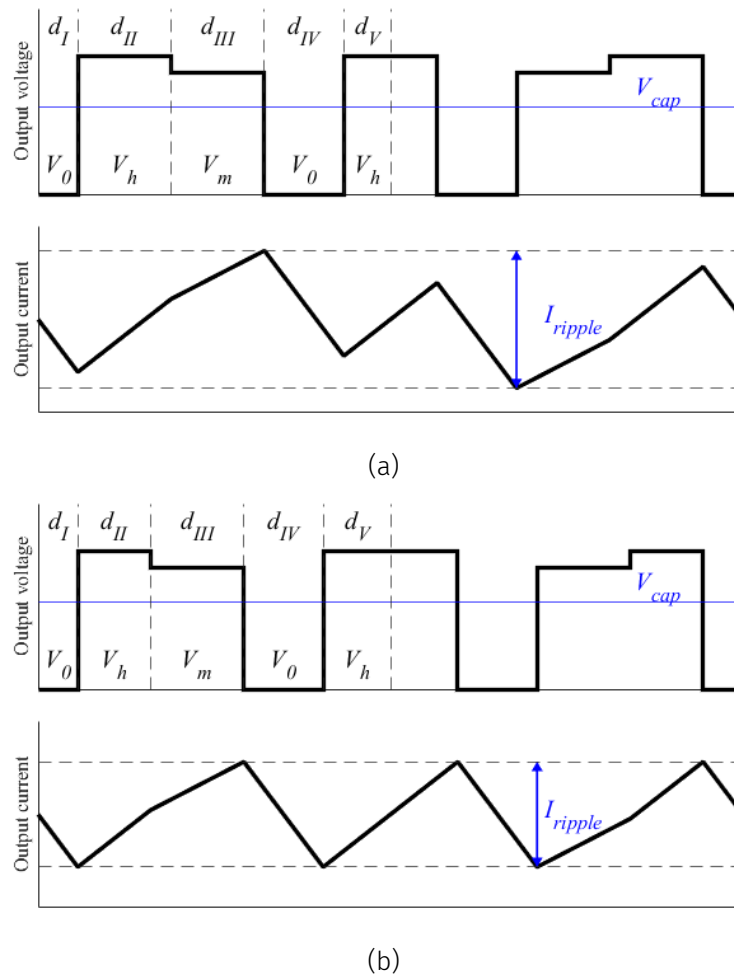 d_I d_II d_III d_IV d_V
Output voltage
V_cap
V_0 V_h V_m V_0 V_h
Output current
I_ripple
(a)
d_I d_II d_III d_IV d_V
Output voltage
V_cap
V_0 V_h V_m V_0 V_h
Output current
I_ripple
(b)